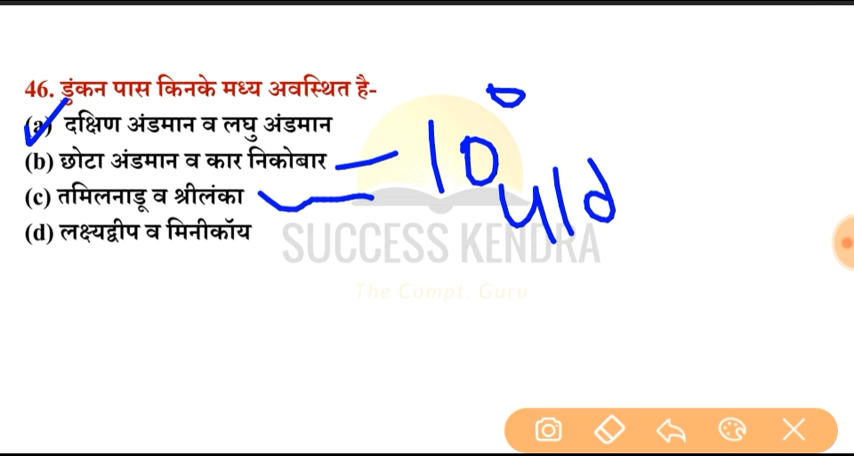 46. डुंकन पास किनके मध्य अवस्थित है-
(a) दक्षिण अंडमान व लघु अंडमान
(b) छोटा अंडमान व कार निकोबार
10°
(c) तमिलनाडू व श्रीलंका
(d) लक्ष्यद्वीप व मिनीकॉय
SUCCESS KENDRA
The Compt. Guru